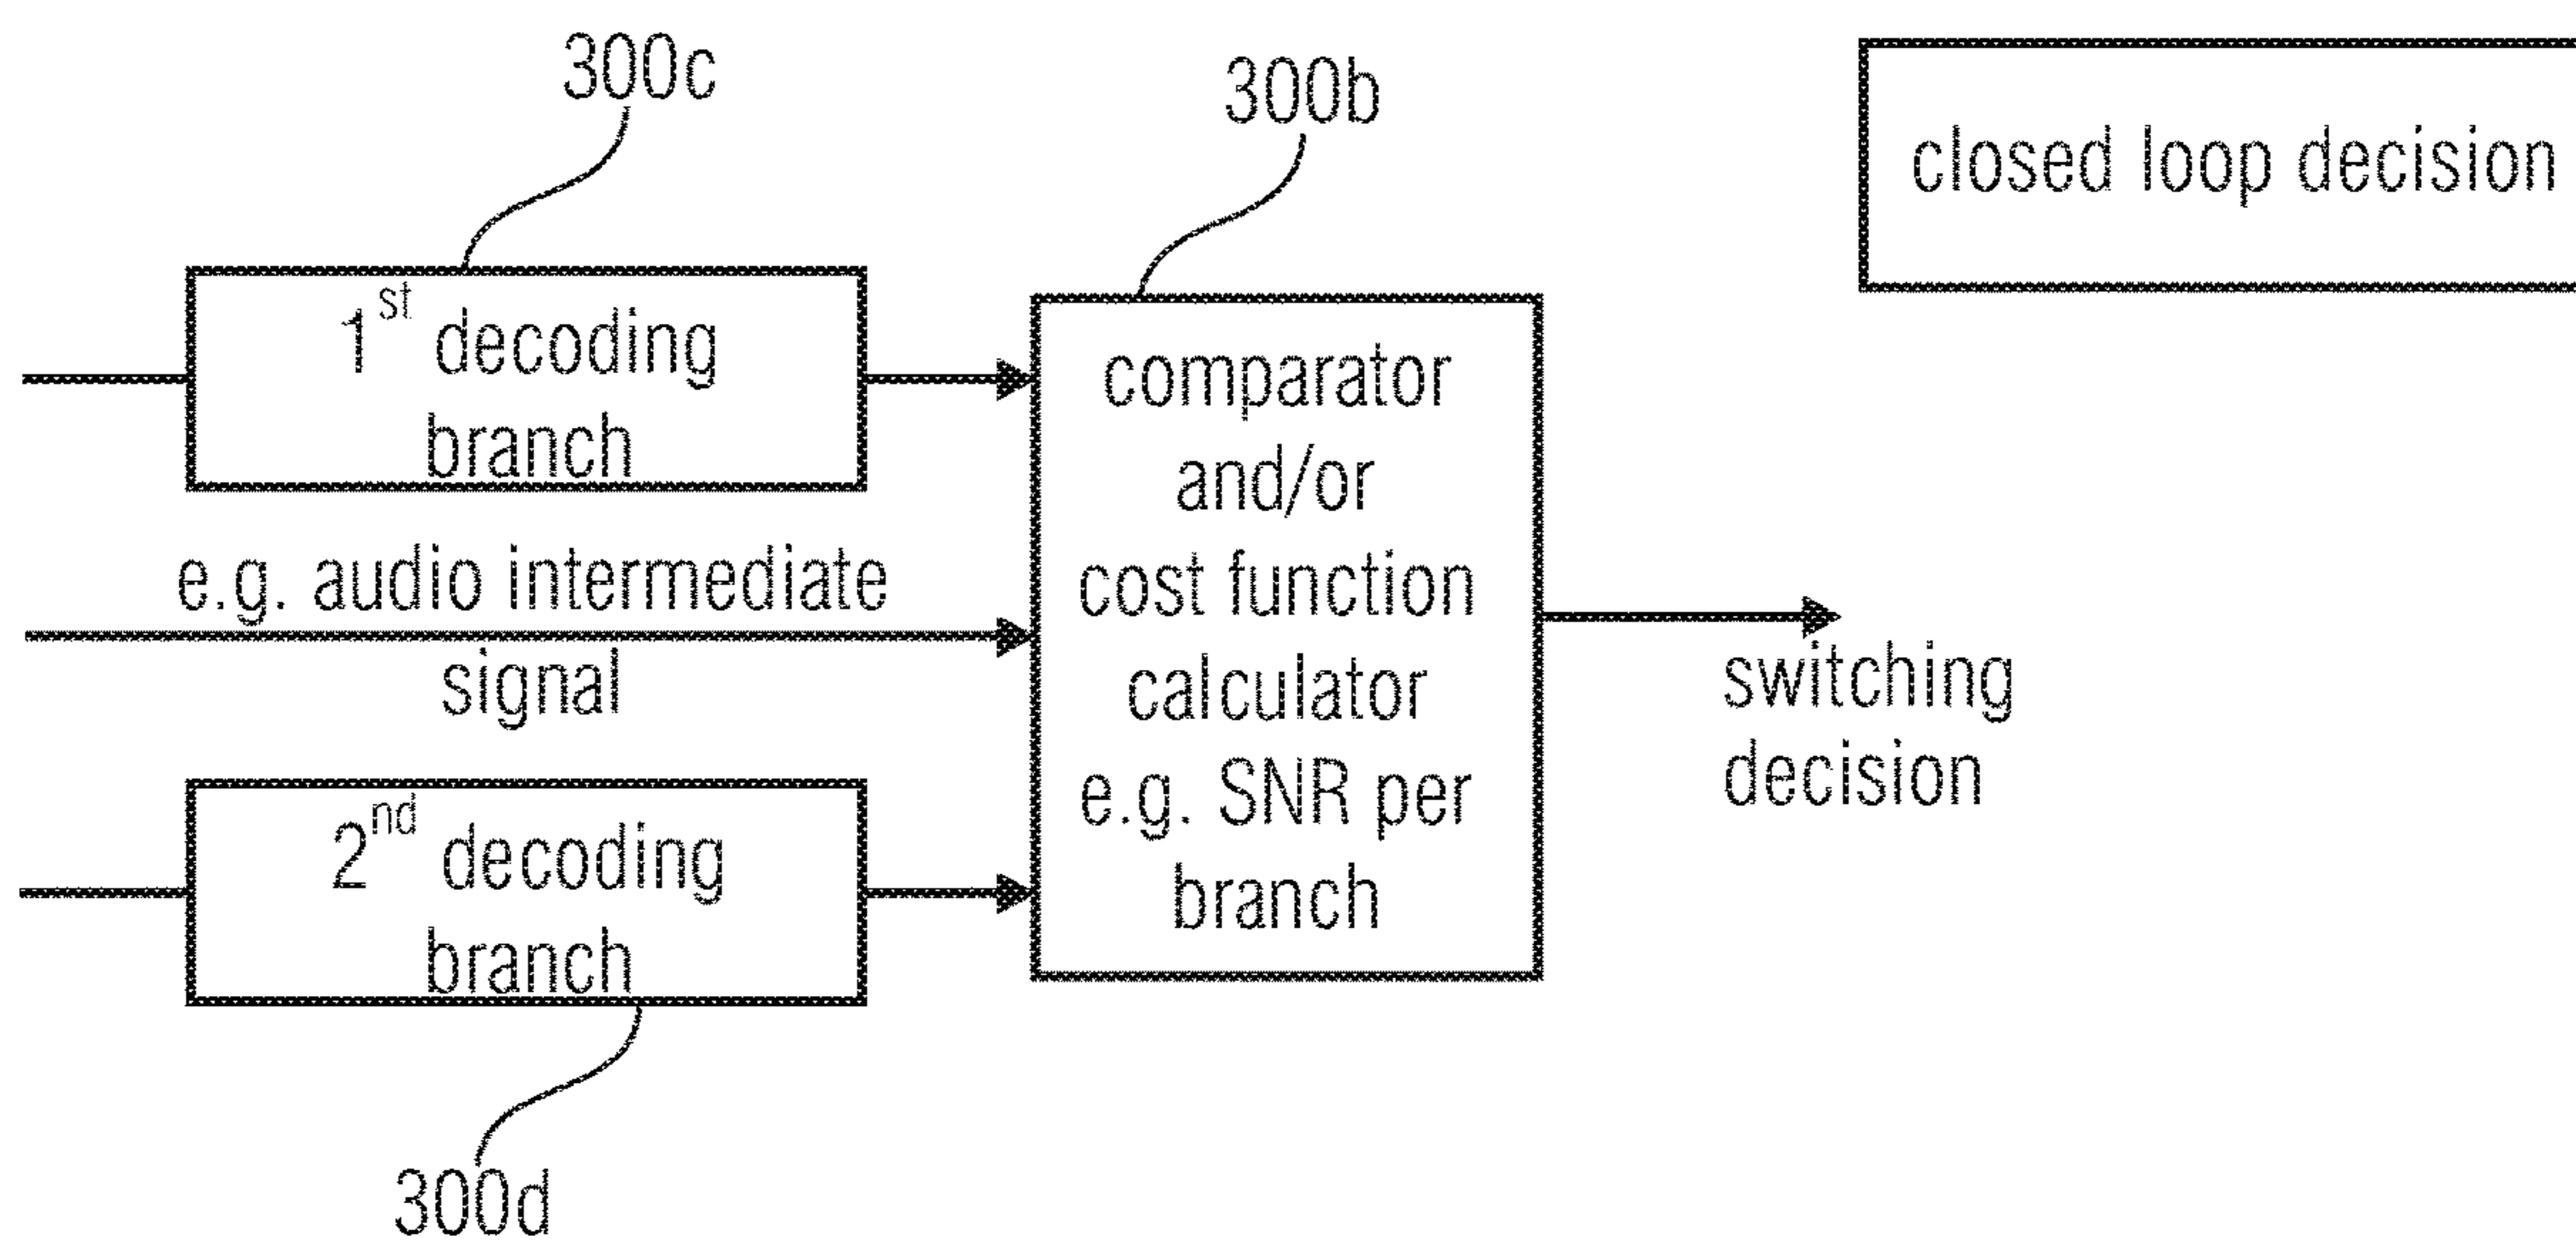 300c
300b
closed loop decision
1st decoding
branch
e.g. audio intermediate
signal
2nd decoding
branch
comparator
and/or
cost function
calculator
e.g. SNR per
branch
switching
decision
300d